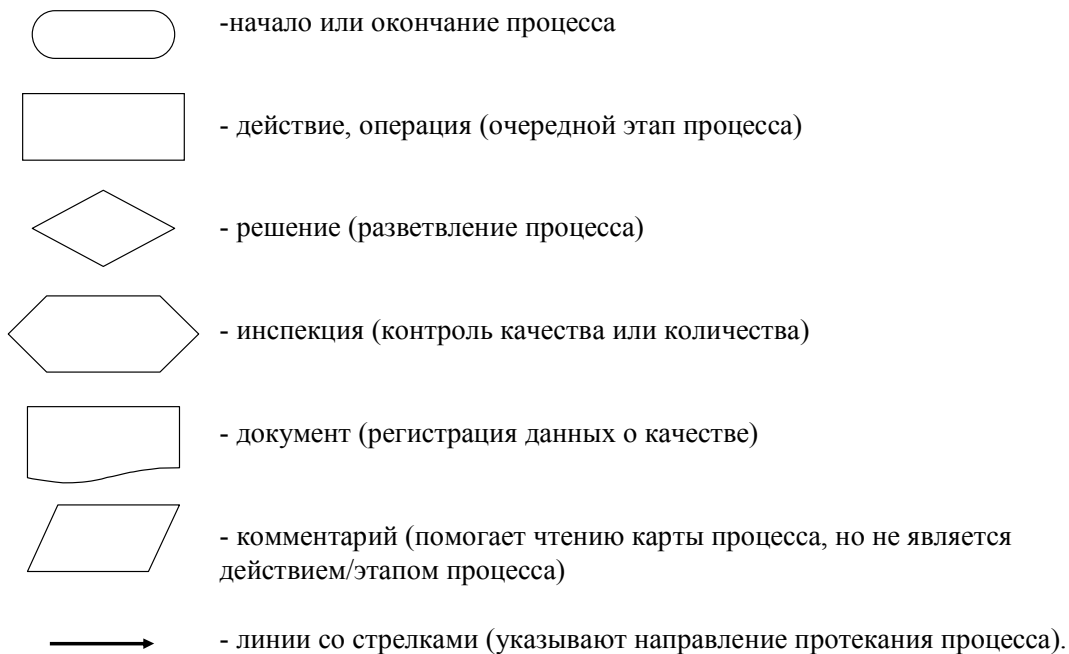 -начало или окончание процесса
- действие, операция (очередной этап процесса)
- решение (разветвление процесса)
- инспекция (контроль качества или количества)
- документ (регистрация данных о качестве)
- комментарий (помогает чтению карты процесса, но не является
действием/этапом процесса)
- линии со стрелками (указывают направление протекания процесса).